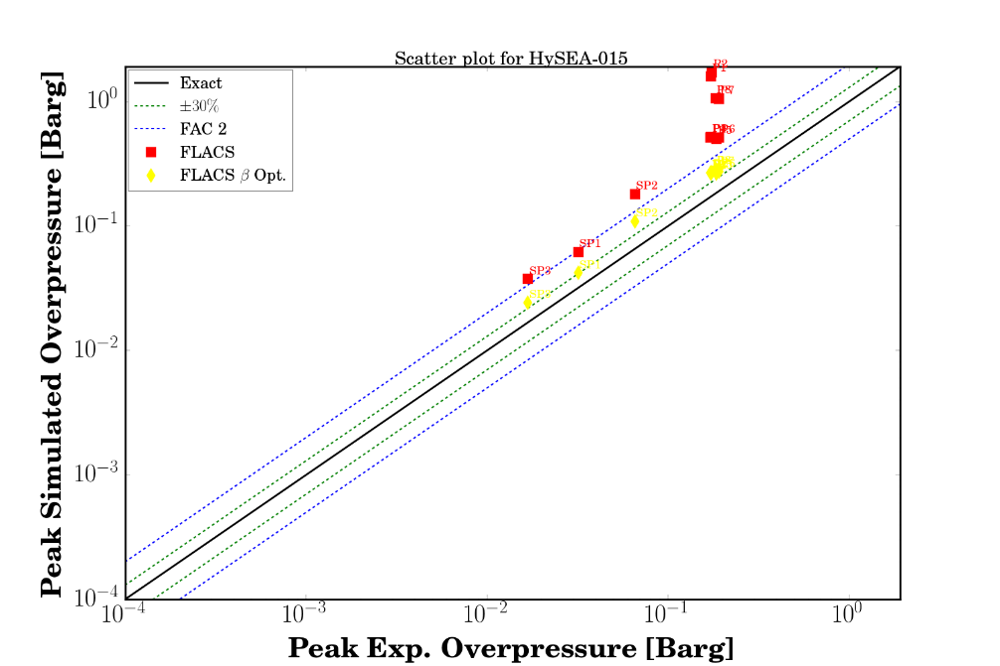 Scatter plot for HySEA-015
Exact
±30%
FAC 2
FLACS
FLACS β Opt.
Peak Simulated Overpressure [Barg]
10⁰
10⁻¹
10⁻²
10⁻³
10⁻⁴
SP2
SP2
SP1
SP1
SP3
10⁻⁴
10⁻³
10⁻²
10⁻¹
10⁰
Peak Exp. Overpressure [Barg]